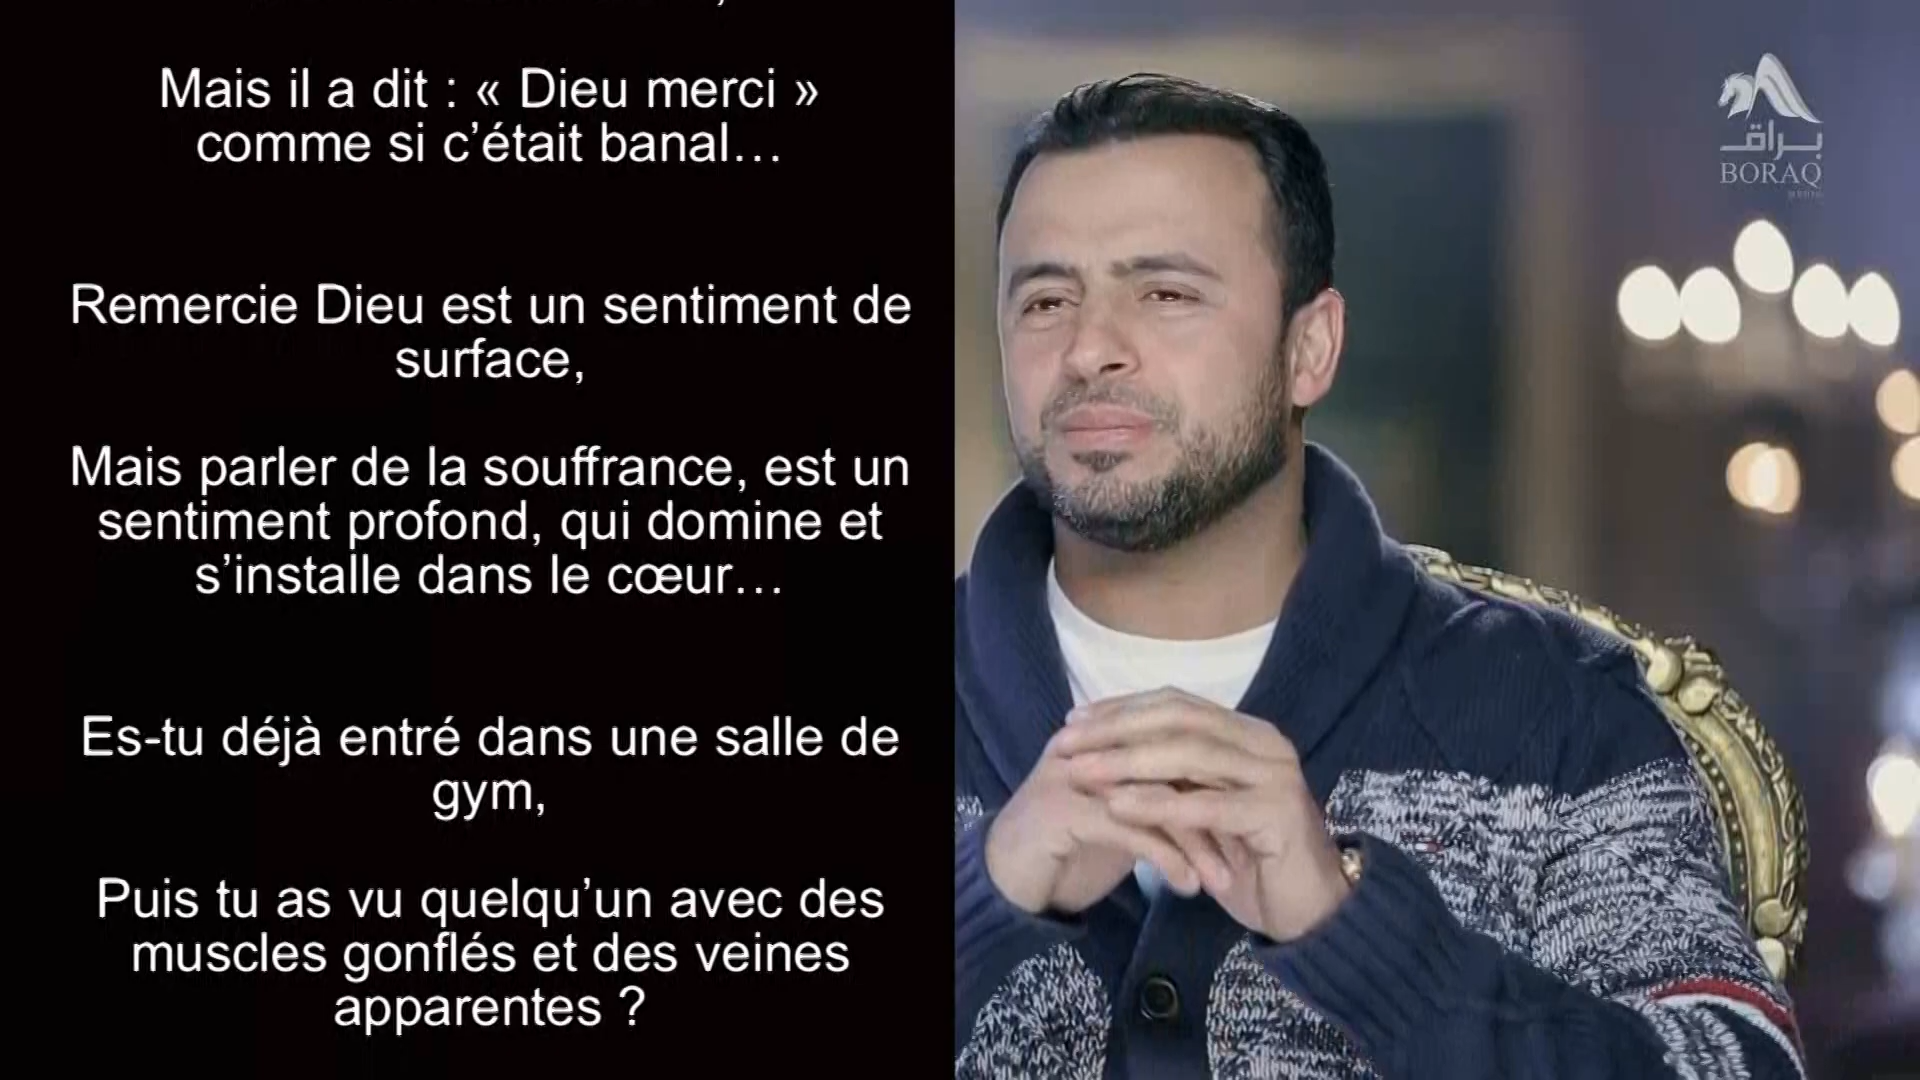 Mais il a dit : « Dieu merci »
comme si c’était banal…
Remercie Dieu est un sentiment de
surface,
Mais parler de la souffrance, est un
sentiment profond, qui domine et
s’installe dans le cœur…
Es-tu déjà entré dans une salle de
gym,
Puis tu as vu quelqu’un avec des
muscles gonflés et des veines
apparentes ?
براق
BORAQ